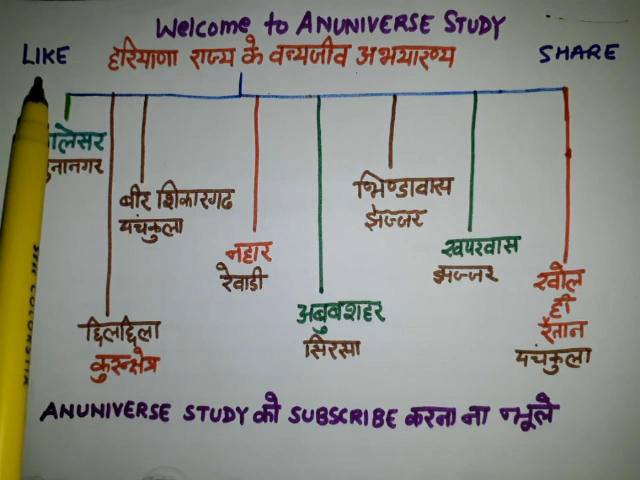 Welcome to ANUNIVERSE STUDY
LIKE
हरियाणा राज्य के वन्यजीव अभयारण्य
SHARE
लेसर
नानगर
बीर शिकारगढ
पंचकुला
भिण्डावास
झज्जर
नहार
रेवाडी
खपरवास
झज्जर
खोल
ही
रैतान
पंचकुला
अबुबशहर
सिरसा
छिलछिला
कुरुक्षेत्र
ANUNIVERSE STUDY को SUBSCRIBE करना ना भूले